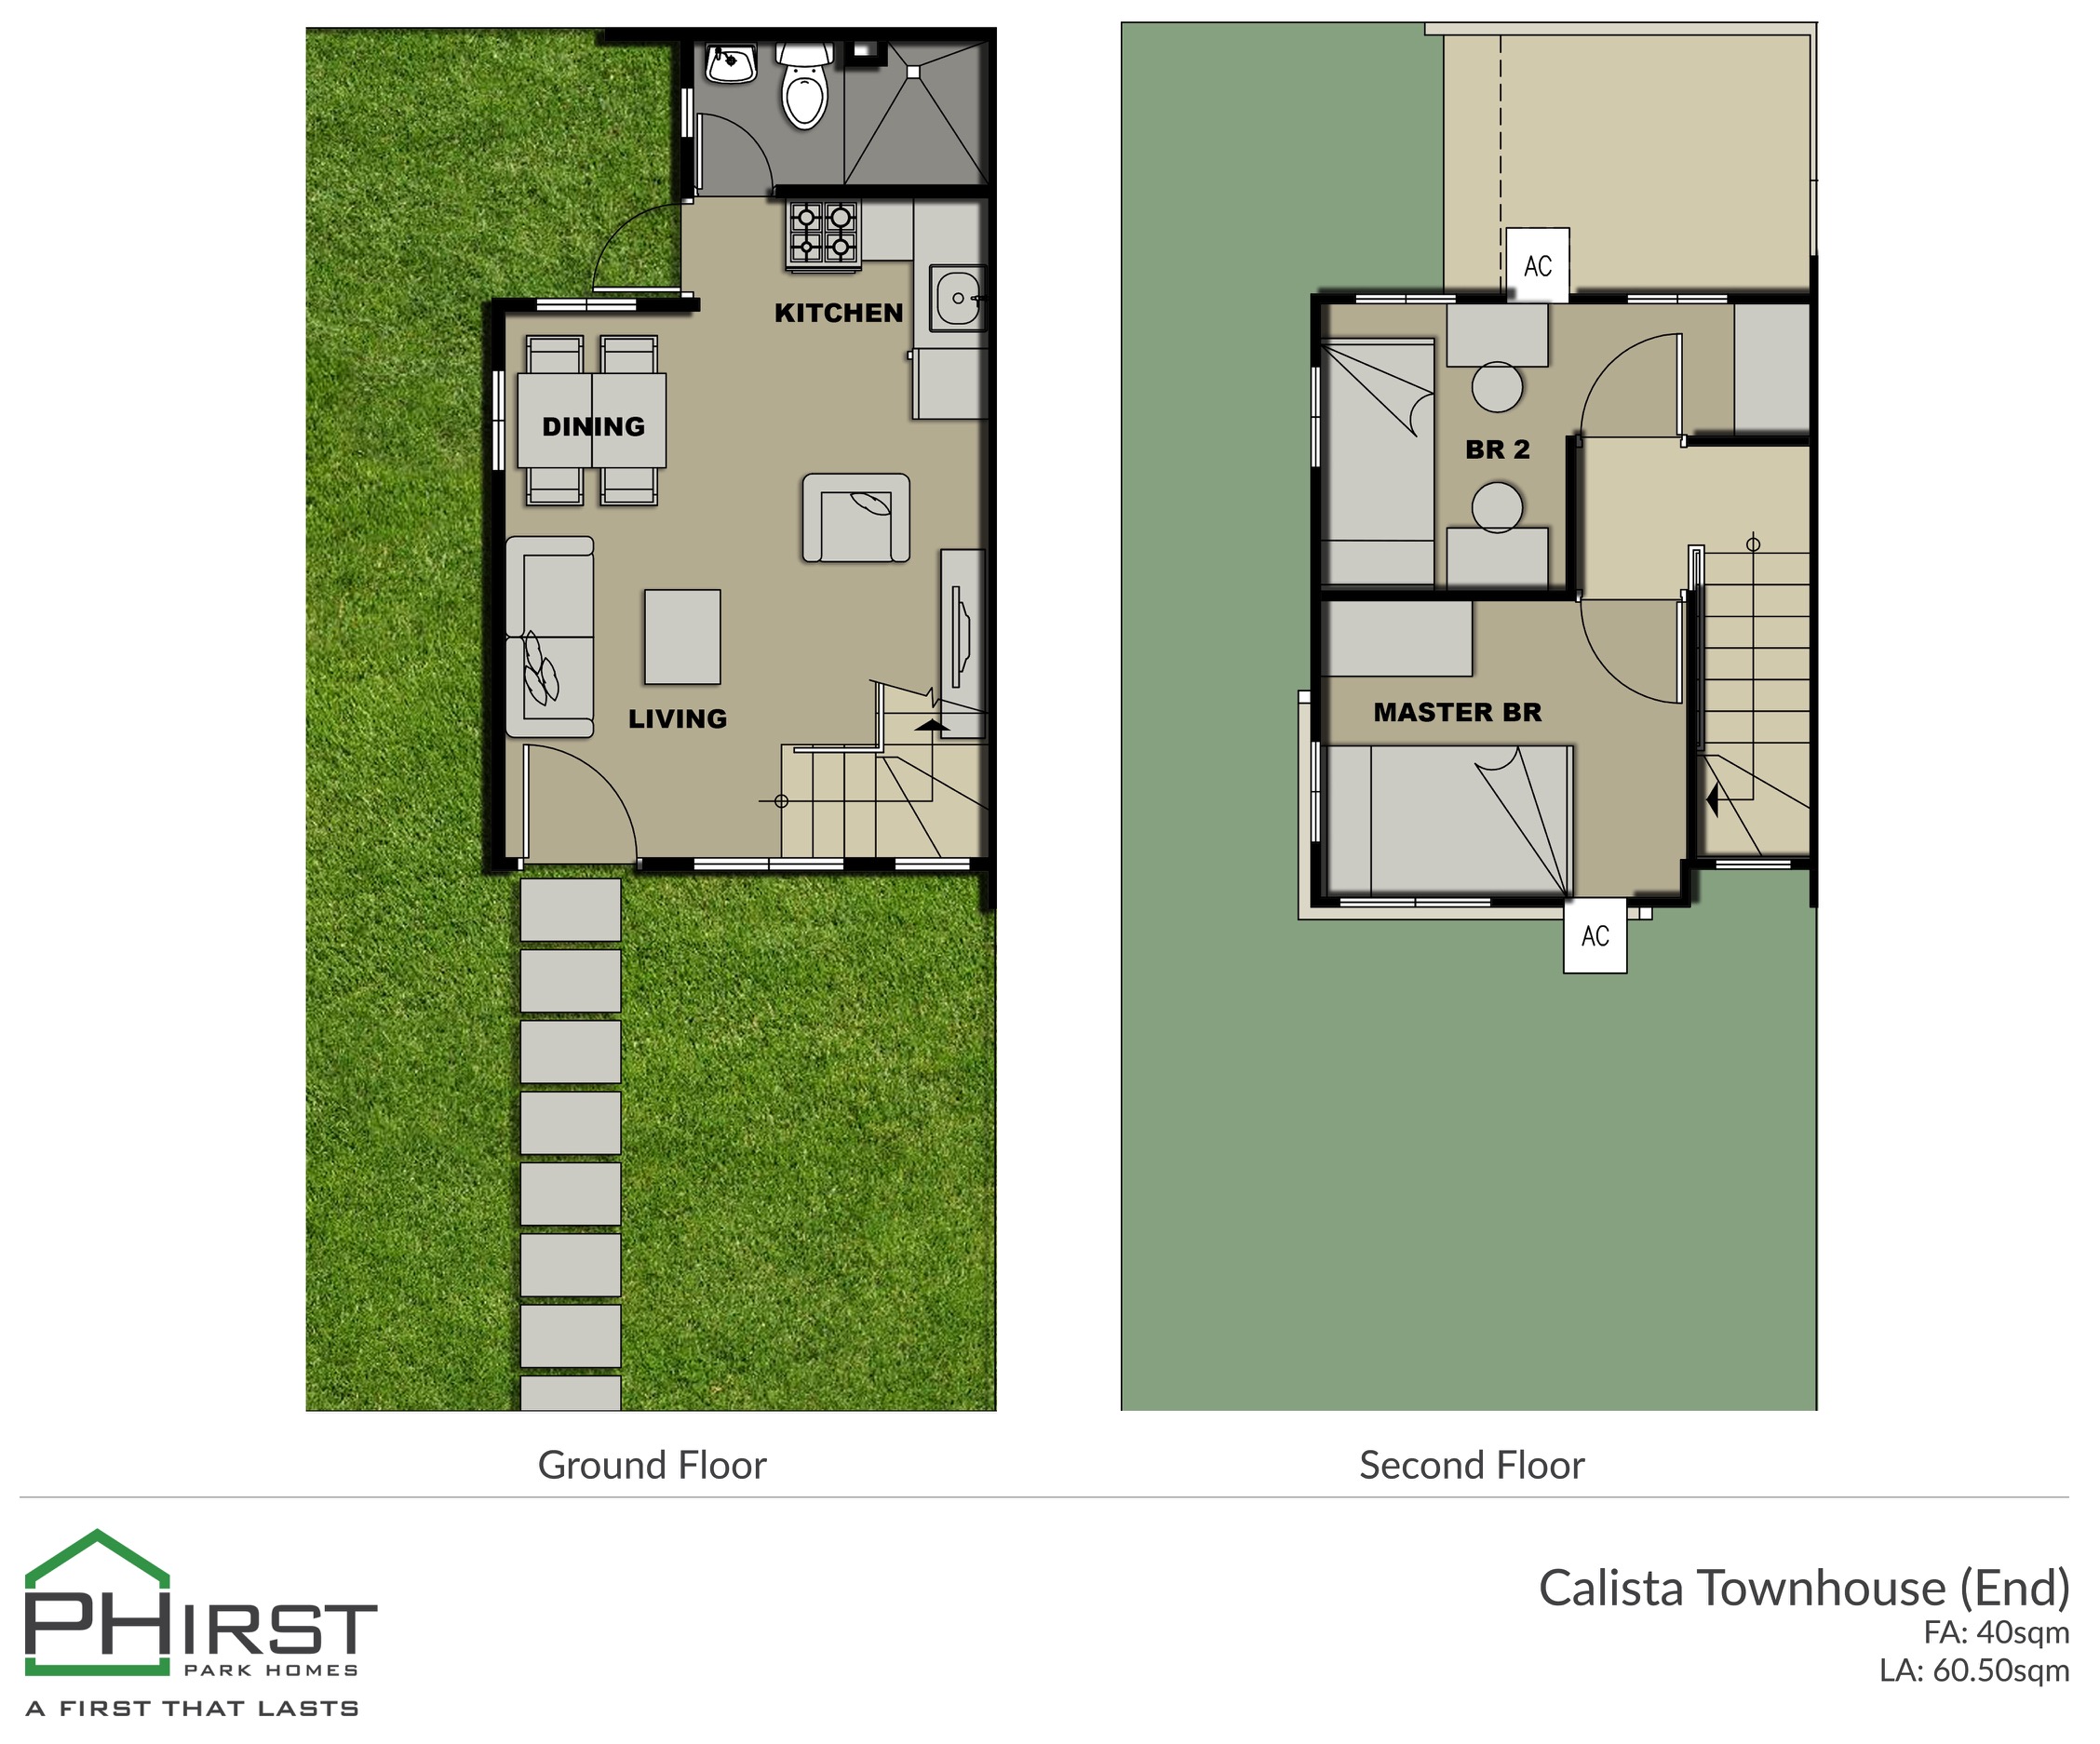 KITCHEN
DINING
LIVING
AC
BR 2
MASTER BR
AC
Ground Floor
Second Floor
PHIRST
PARK HOMES
A FIRST THAT LASTS
Calista Townhouse (End)
FA: 40sqm
LA: 60.50sqm